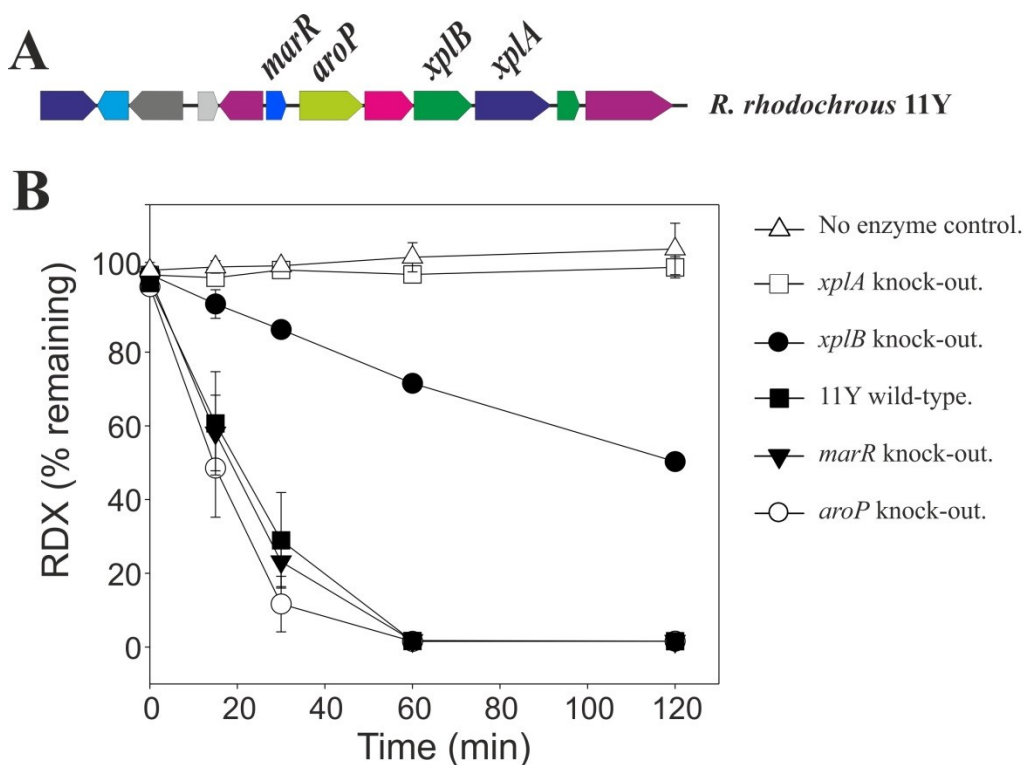 A
marR
aroP
xplB
xplA
R. rhodochrous 11Y
B
RDX (% remaining)
100
80
60
40
20
0
0 20 40 60 80 100 120
Time (min)
No enzyme control.
xplA knock-out.
xplB knock-out.
11Y wild-type.
marR knock-out.
aroP knock-out.